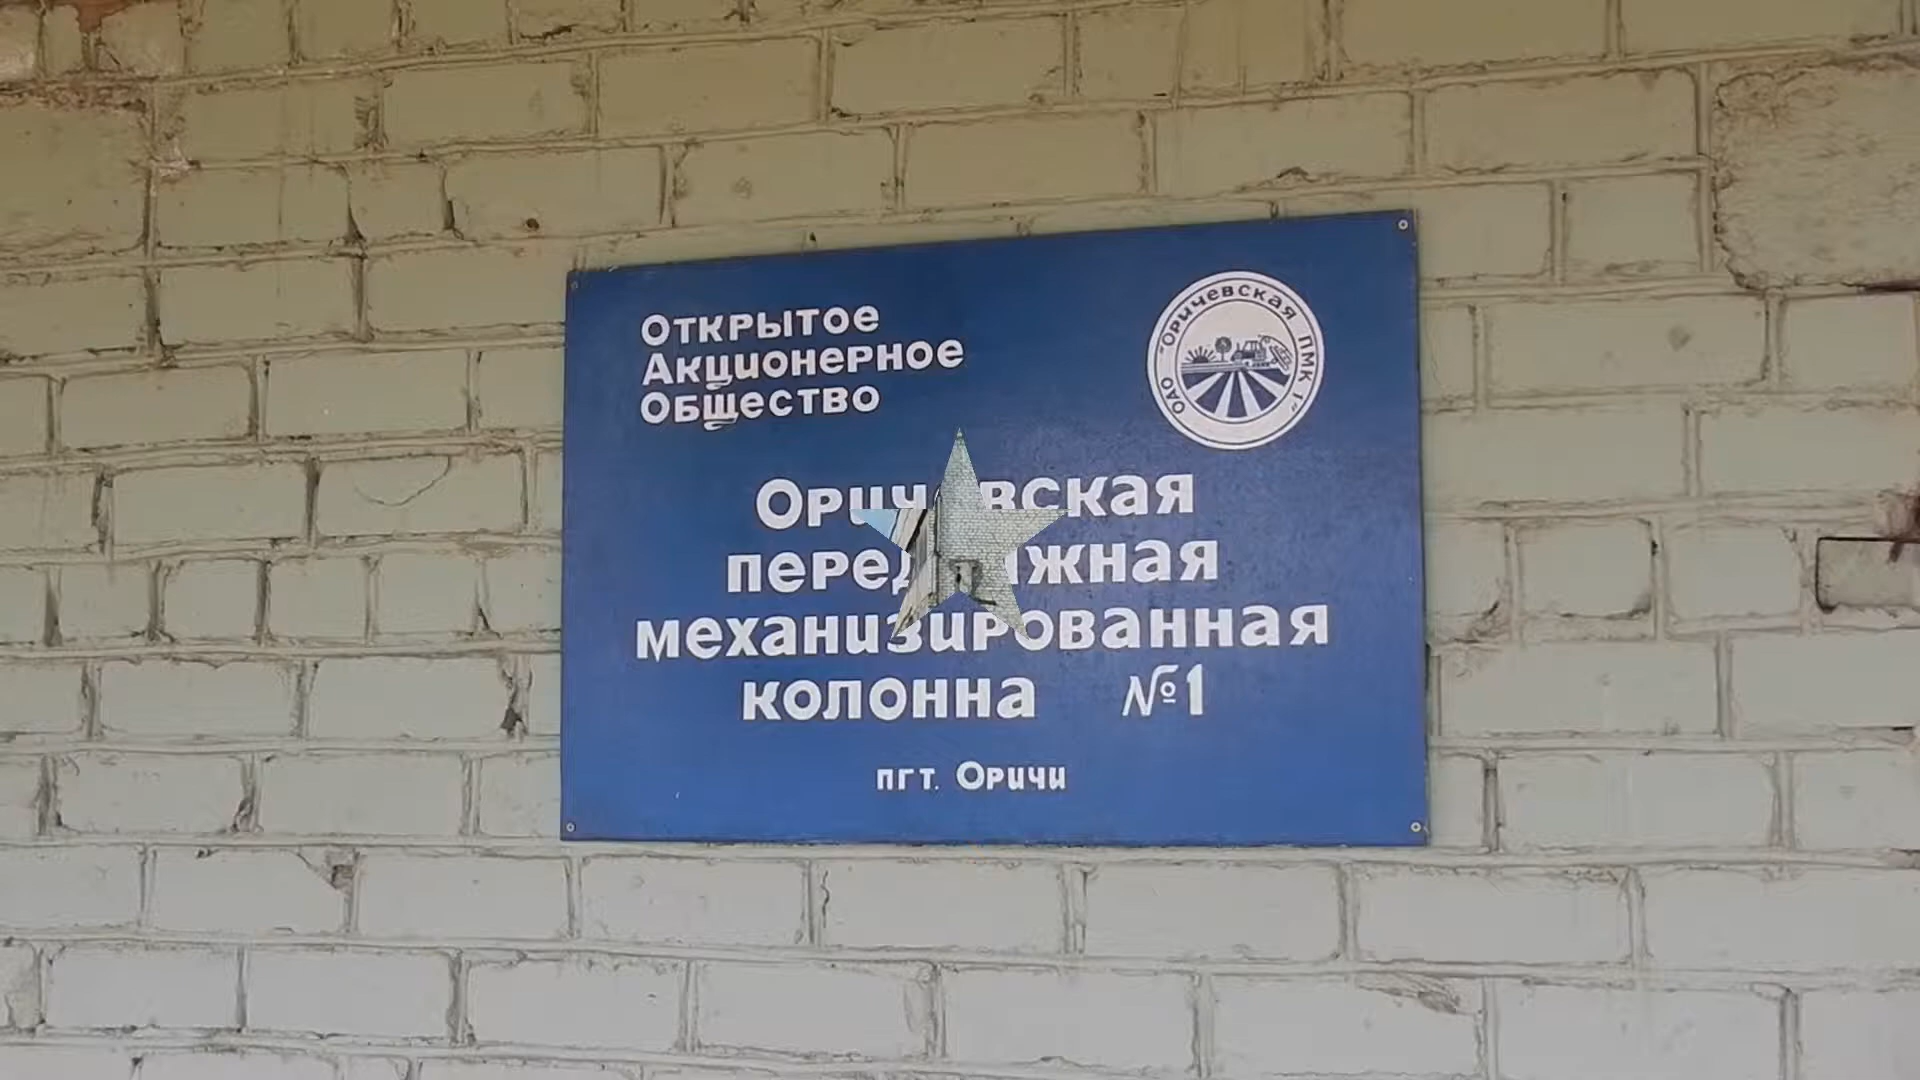 Открытое
Акционерное
Общество
ОАО "Оричевская ПМК 1"
механизированная
колонна №1
пгт. Оричи